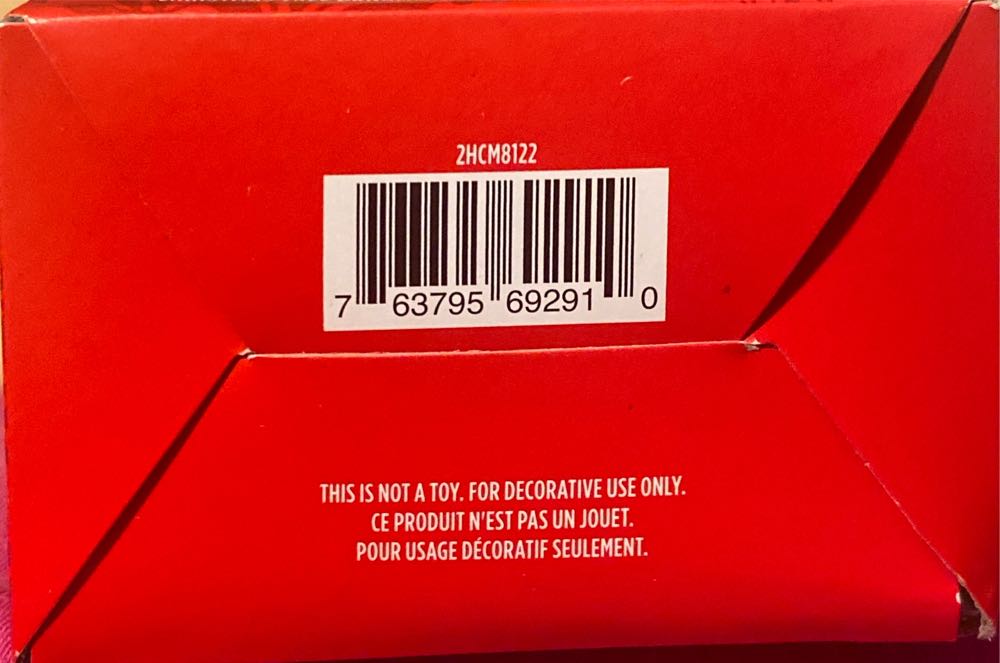 2HCM8122
7 63795 69291 0
THIS IS NOT A TOY. FOR DECORATIVE USE ONLY.
CE PRODUIT N'EST PAS UN JOUET.
POUR USAGE DÉCORATIF SEULEMENT.